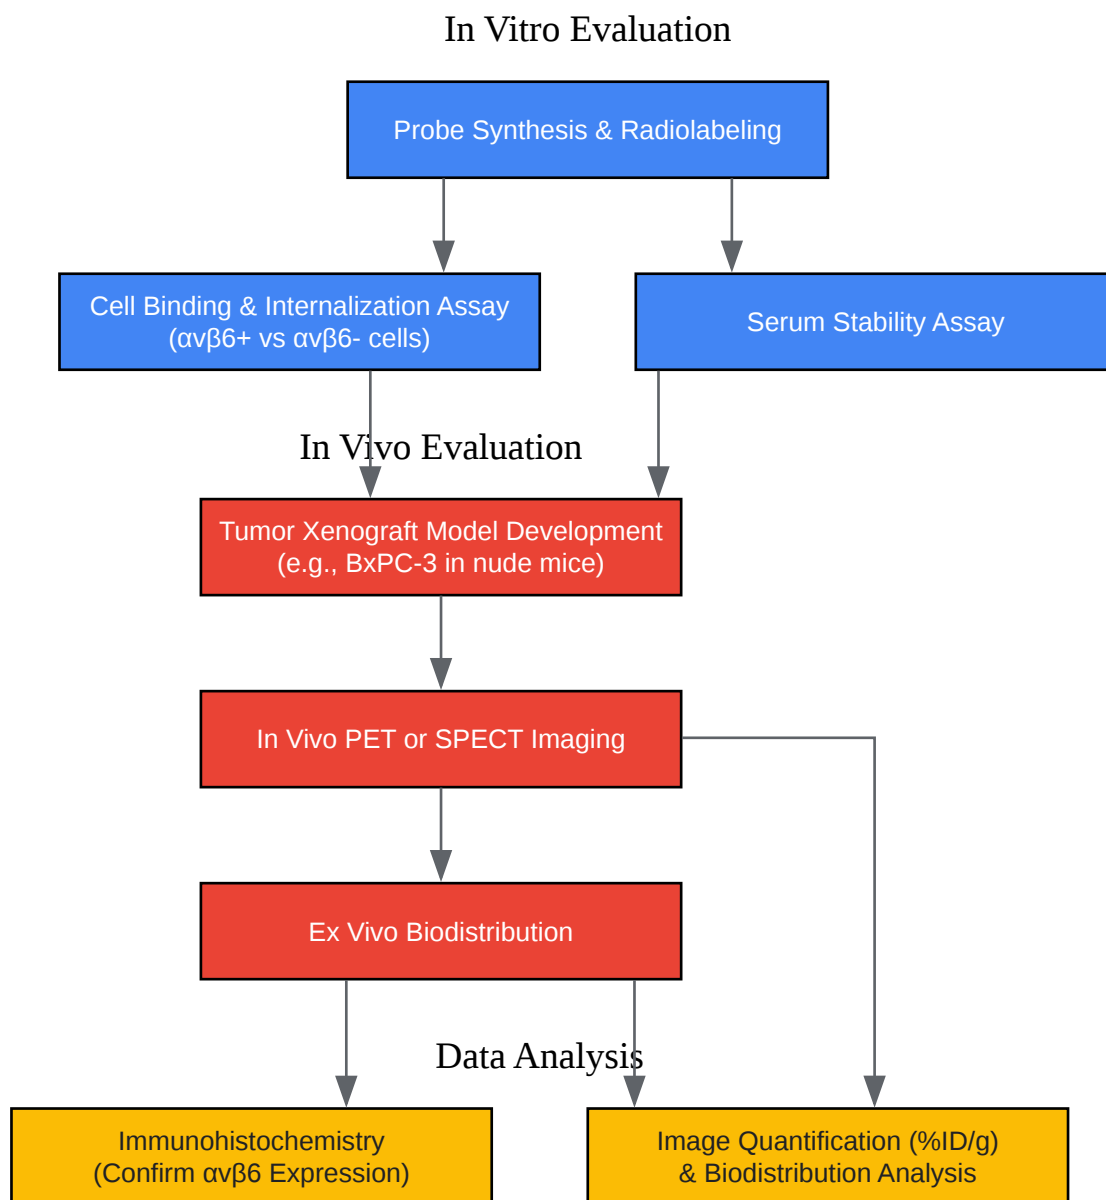 In Vitro Evaluation
Probe Synthesis & Radiolabeling
Cell Binding & Internalization Assay
(αvβ6+ vs αvβ6- cells)
Serum Stability Assay
In Vivo Evaluation
Tumor Xenograft Model Development
(e.g., BxPC-3 in nude mice)
In Vivo PET or SPECT Imaging
Ex Vivo Biodistribution
Data Analysis
Immunohistochemistry
(Confirm αvβ6 Expression)
Image Quantification (%ID/g)
& Biodistribution Analysis